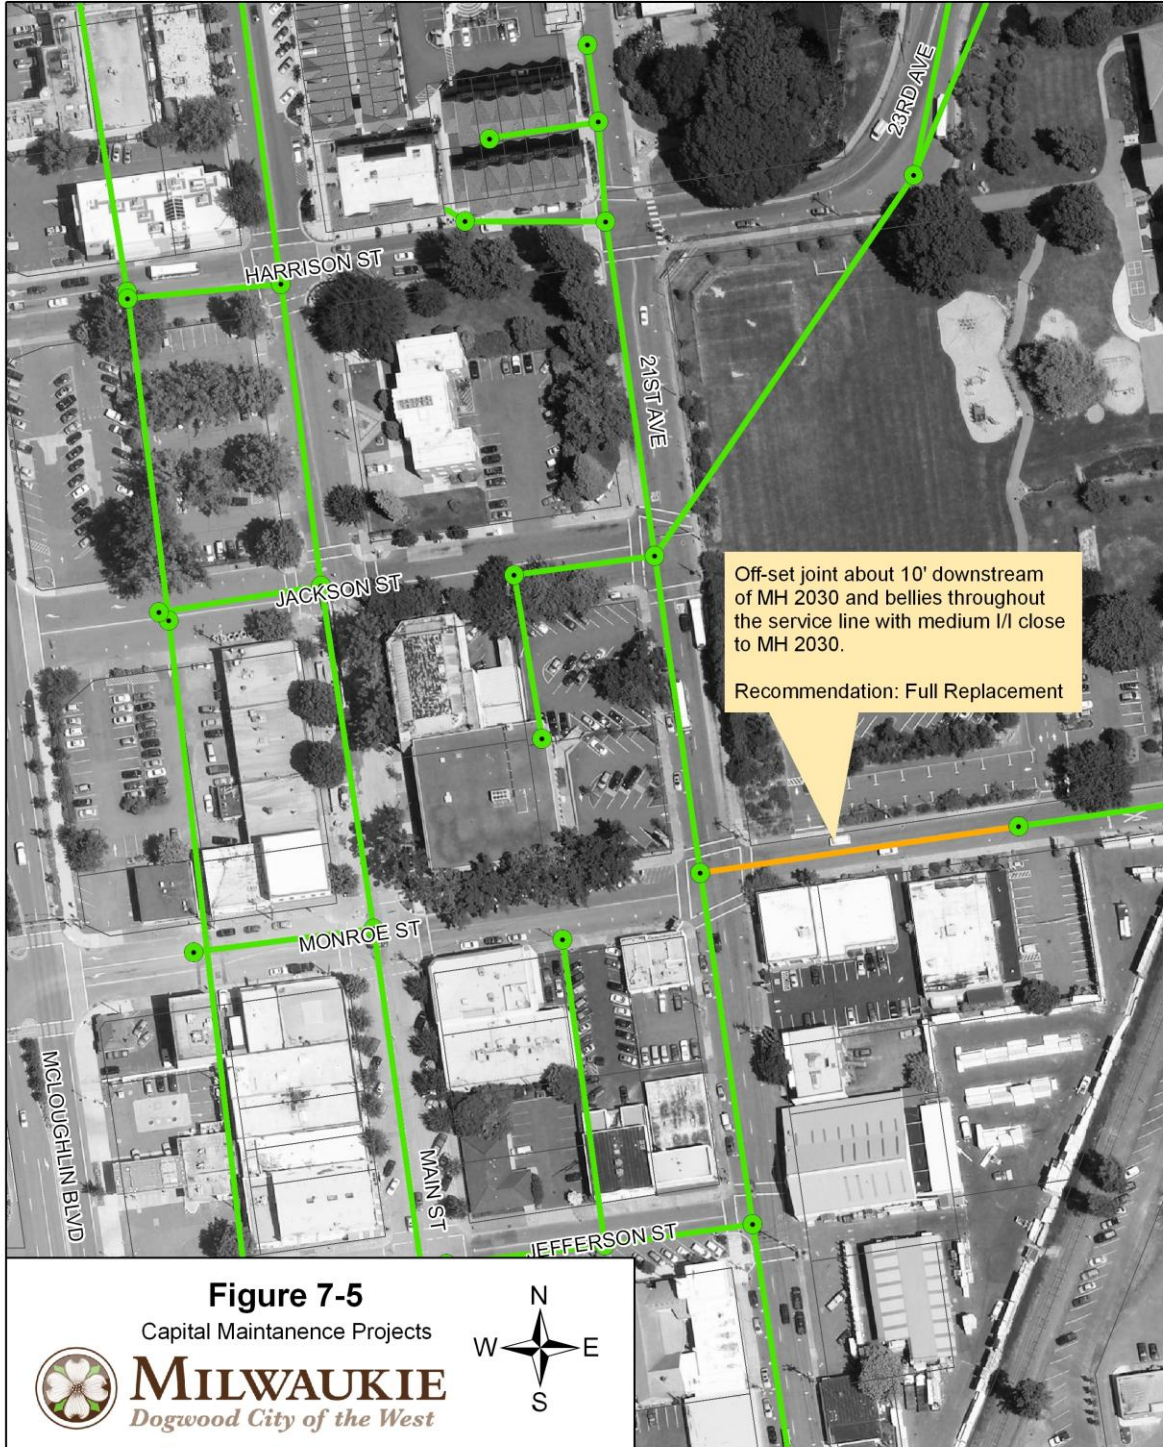 23RD AVE
HARRISON ST
21ST AVE
JACKSON ST
Off-set joint about 10' downstream
of MH 2030 and bellies throughout
the service line with medium I/I close
to MH 2030.
Recommendation: Full Replacement
MONROE ST
MCLOUGHLIN BLVD
MAIN ST
JEFFERSON ST
Figure 7-5
Capital Maintanence Projects
MILWAUKIE
Dogwood City of the West
N
W E
S